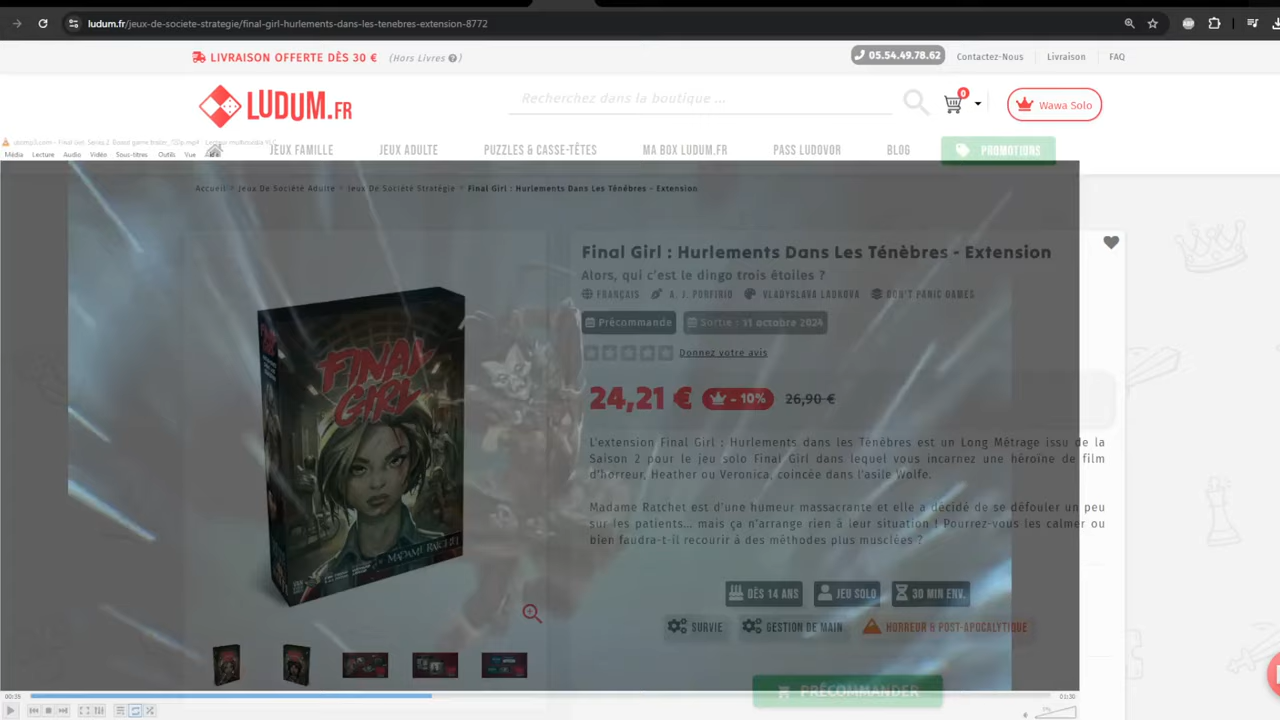 ludum.fr/jeux-de-societe-strategie/final-girl-hurlements-dans-les-tenebres-extension-8772
LIVRAISON OFFERTE DÈS 30 € (Hors Livres ?)
05.54.49.78.62
Contactez-Nous
Livraison
FAQ
LUDUM.FR
Recherchez dans la boutique ...
0
Wawa Solo
Média Lecture Audio Vidéo Sous-titres Outils Vue
JEUX FAMILLE
JEUX ADULTE
PUZZLES & CASSE-TÊTES
MA BOX LUDUM.FR
PASS LUDOVOR
BLOG
PROMOTIONS
Accueil > Jeux De Société Adulte > Jeux De Société Stratégie > Final Girl : Hurlements Dans Les Ténèbres - Extension
Final Girl : Hurlements Dans Les Ténèbres - Extension
Alors, qui c'est le dingo trois étoiles ?
FRANÇAIS A. J. PORFIRIO VLADYSLAVA LADKOVA DON'T PANIC GAMES
Précommande Sortie : 31 octobre 2024
Donnez votre avis
24,21 € - 10% 26,90 €
L'extension Final Girl : Hurlements dans les Ténèbres est un Long Métrage issu de la
Saison 2 pour le jeu solo Final Girl dans lequel vous incarnez une héroïne de film
d'horreur, Heather ou Veronica, coincée dans l'asile Wolfe.
Madame Ratchet est d'une humeur massacrante et elle a décidé de se défouler un peu
sur les patients... mais ça n'arrange rien à leur situation ! Pourrez-vous les calmer ou
bien faudra-t-il recourir à des méthodes plus musclées ?
FINAL
GIRL
MADAME RATCHET
DÈS 14 ANS
JEU SOLO
30 MIN ENV.
SURVIE
GESTION DE MAIN
HORREUR & POST-APOCALYPTIQUE
PRÉCOMMANDER
00:35
01:30